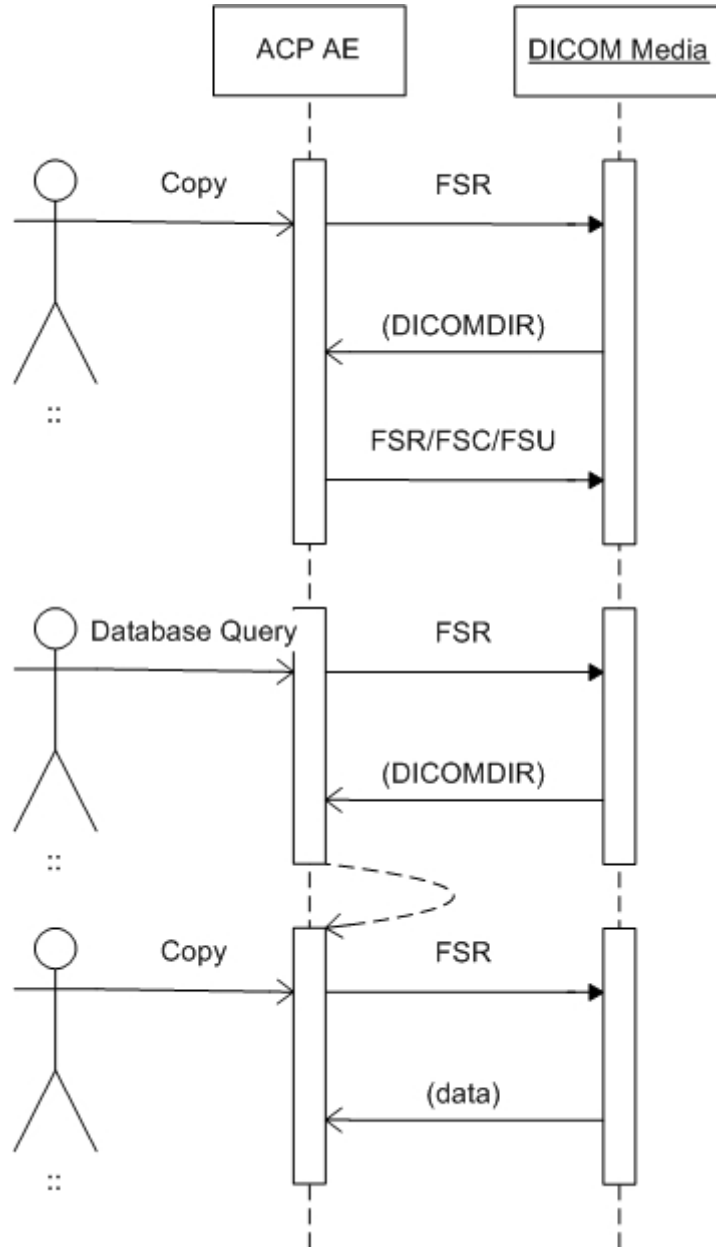 ACP AE
DICOM Media
Copy
FSR
(DICOMDIR)
::
FSR/FSC/FSU
Database Query
FSR
(DICOMDIR)
::
Copy
FSR
(data)
::